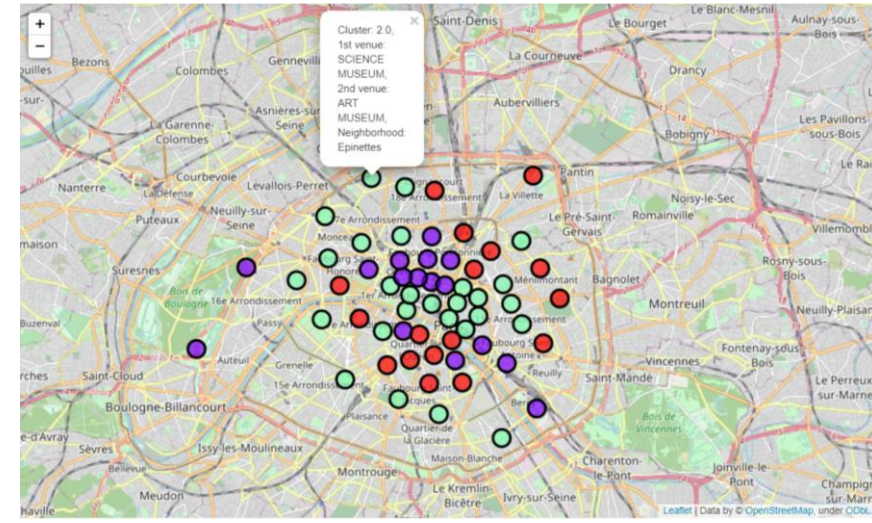 +
−
×
Cluster: 2.0,
1st venue:
SCIENCE
MUSEUM,
2nd venue:
ART
MUSEUM,
Neighborhood:
Epinettes
Saint-Denis
Le Bourget
Le Blanc-Mesnil
Aulnay-sous-
Bois
Bezons
Colombes
La Courneuve
Drancy
Asnières-sur-
Seine
Aubervilliers
Les Pavillons-
sous-Bois
La Garenne-
Colombes
Bobigny
Courbevoie
La Défense
Levallois-Perret
Pantin
Nanterre
La Villette
Noisy-le-Sec
Puteaux
Neuilly-sur-
Seine
7e Arrondissement
Le Pré-Saint-
Gervais
Romainville
Suresnes
Rosny-sous-
Bois
Bois de
Boulogne
16e Arrondissement
Ménilmontant
Bagnolet
Passy
Montreuil
Neuilly-Plaisan
Buzenval
Auteuil
Grenelle
Reuilly
Vincennes
Fontenay-sous-
Bois
Saint-Cloud
15e Arrondissem
Saint-Mandé
Le Perreux
sur-Marne
Boulogne-Billancourt
Plaisance
Quartier de
la Glacière
Bois de
Vincennes
Sèvres
Issy-les-Moulineaux
Maison-Blanche
Bellevue
Montrouge
Charenton-
le-Pont
Joinville-le-
Pont
Meudon
Le Kremlin-
Bicêtre
Ivry-sur-Seine
Leaflet | Data by © OpenStreetMap, under ODbL.